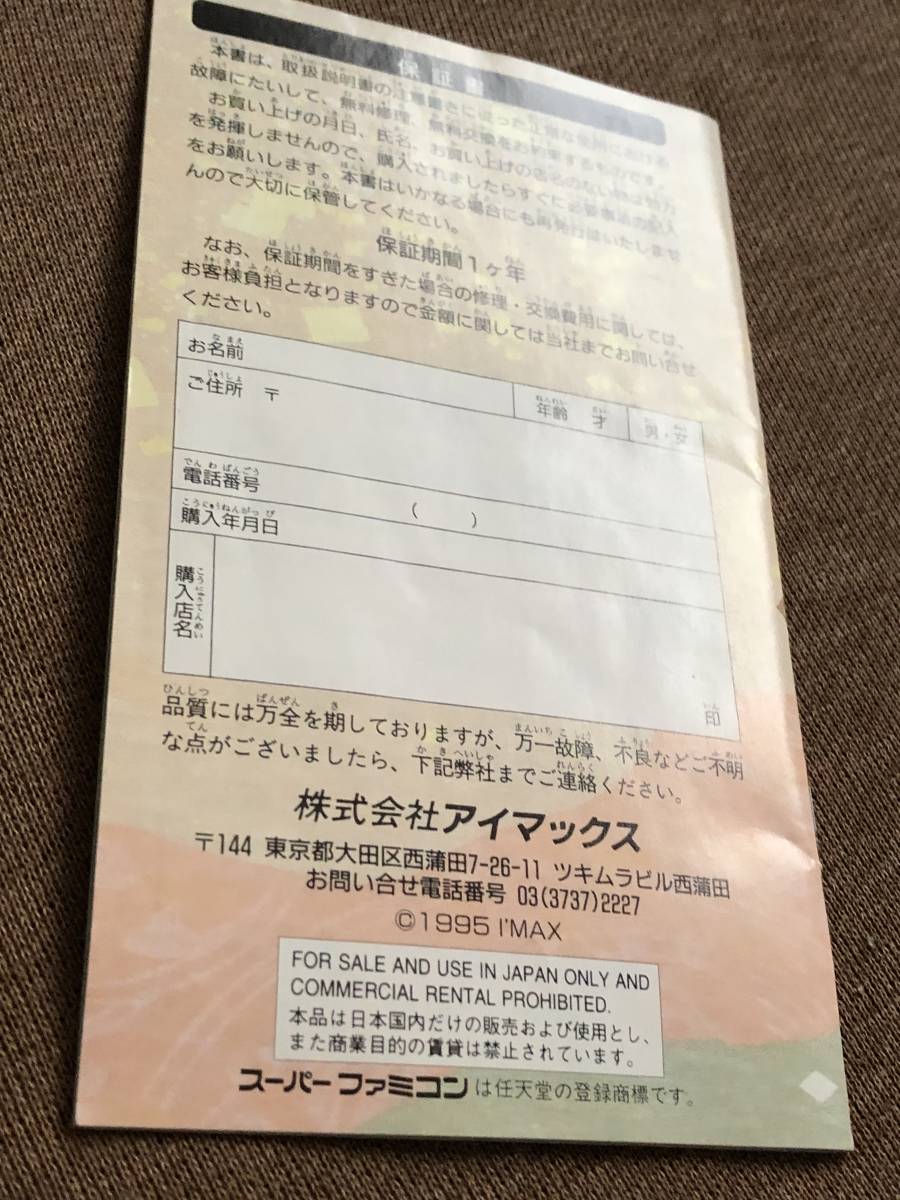 保証書
本書は、取扱説明書の注意書きに従った正常な使用における
故障にたいして、無料修理、無料交換をお約束するものです。
お買い上げの月日、氏名、お買い上げの店名のない時は効力
を発揮しませんので、購入されましたらすぐに必要事項の記入
をお願いします。本書はいかなる場合にも再発行はいたしませ
んので大切に保管してください。
保証期間1ヶ年
なお、保証期間をすぎた場合の修理・交換費用に関しては、
お客様負担となりますので金額に関しては当社までお問い合せ
ください。
お名前
年齢 才
男・女
ご住所 〒
電話番号 ( )
購入年月日
購入店名
印
品質には万全を期しておりますが、万一故障、不良などご不明
な点がございましたら、下記弊社までご連絡ください。
株式会社アイマックス
〒144 東京都大田区西蒲田7-26-11 ツキムラビル西蒲田
お問い合せ電話番号 03(3737)2227
©1995 I'MAX
FOR SALE AND USE IN JAPAN ONLY AND
COMMERCIAL RENTAL PROHIBITED.
本品は日本国内だけの販売および使用とし、
また商業目的の賃貸は禁止されています。
スーパーファミコンは任天堂の登録商標です。